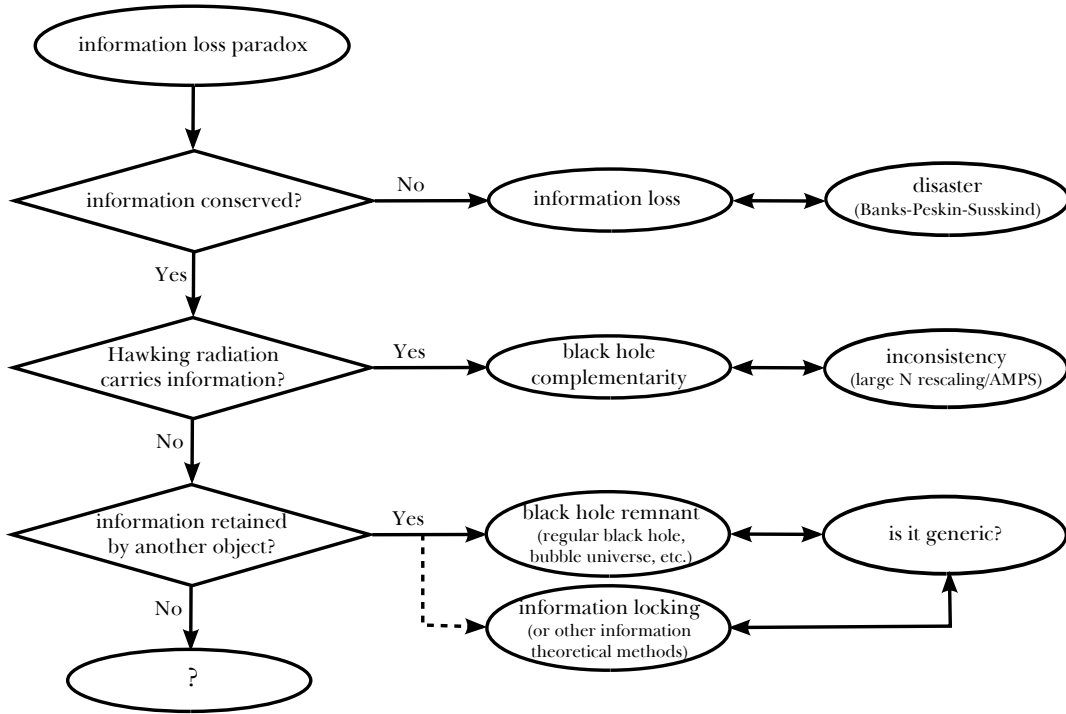 information loss paradox
information conserved?
No
information loss
disaster
(Banks-Peskin-Susskind)
Yes
Hawking radiation
carries information?
Yes
black hole
complementarity
inconsistency
(large N rescaling/AMPS)
No
information retained
by another object?
Yes
black hole remnant
(regular black hole,
bubble universe, etc.)
is it generic?
information locking
(or other information
theoretical methods)
No
?